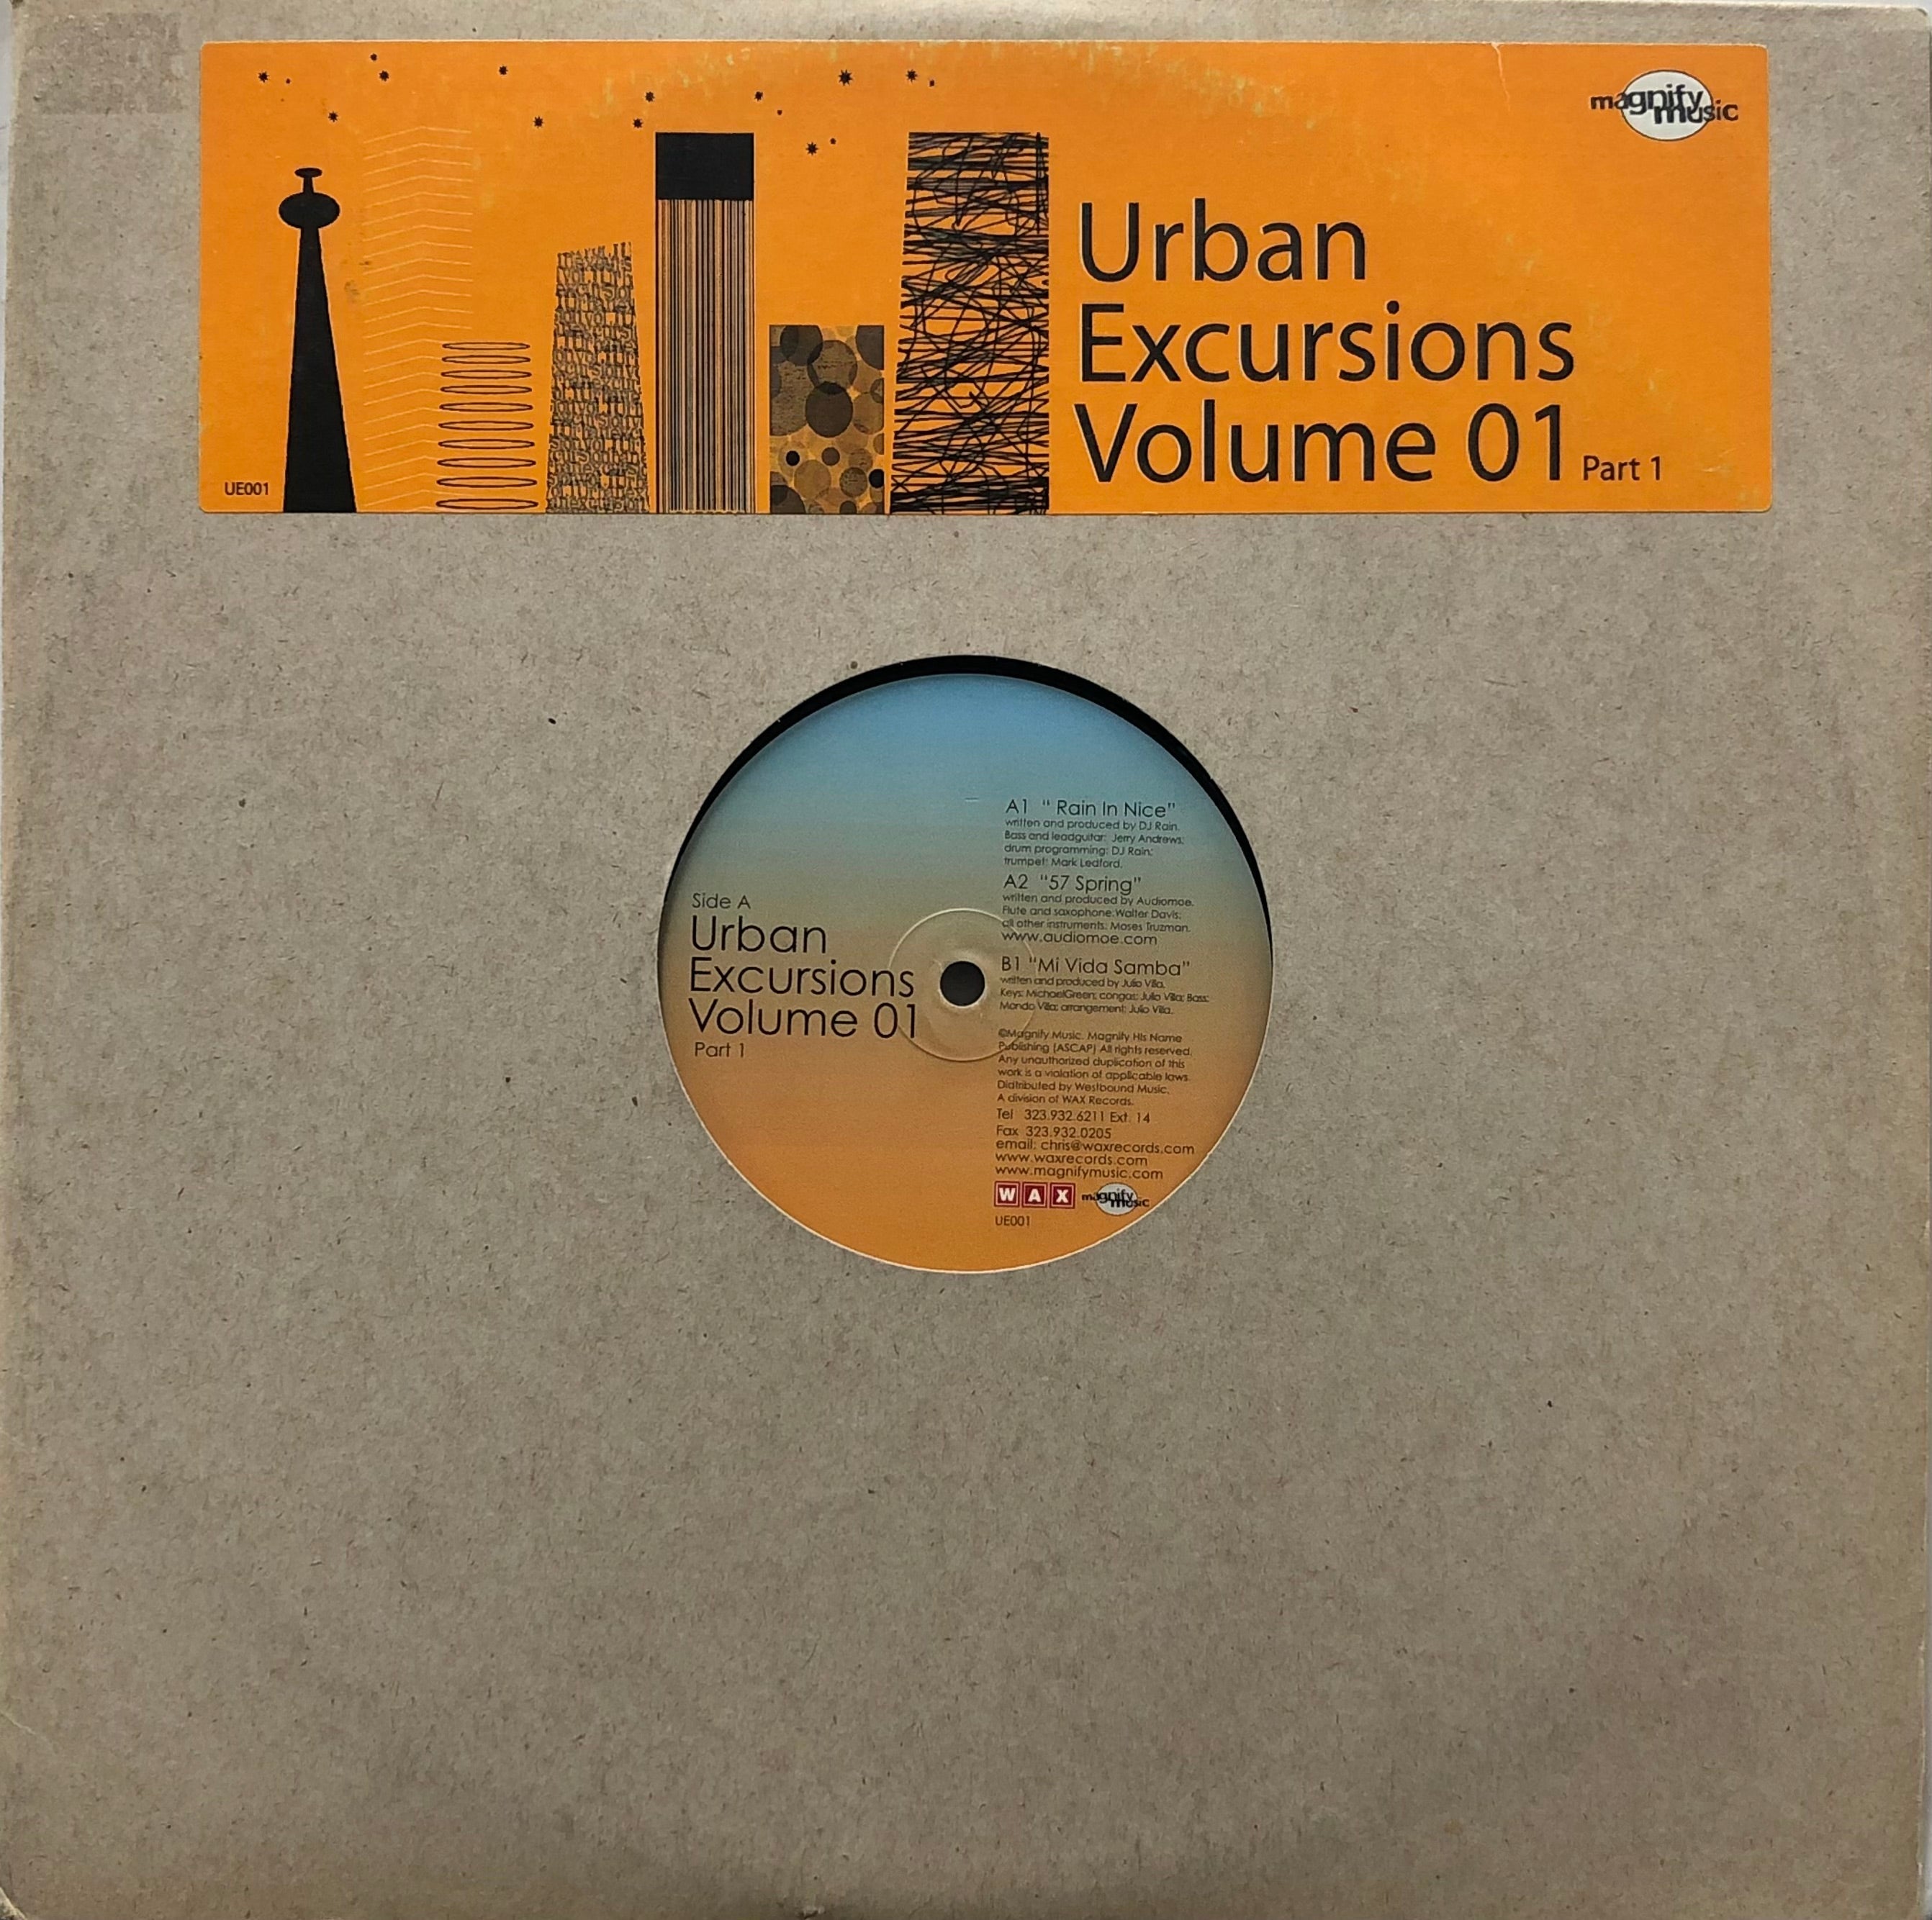 magnify
music
Urban
Excursions
Volume 01 Part 1
UE001
Side A
Urban
Excursions
Volume 01
Part 1
A1 " Rain In Nice"
written and produced by DJ Rain.
Bass and leadguitar: Jerry Andrews;
drum programming: DJ Rain;
trumpet: Mark Ledford.
A2 "57 Spring"
written and produced by Audiomoe.
Flute and saxophone: Walter Davis;
all other instruments: Moses Truzman.
www.audiomoe.com
B1 "Mi Vida Samba"
written and produced by Julio Villa.
Keys: MichaelGreen; congas: Julio Villa; Bass:
Mondo Villa; arrangement: Julio Villa.
©Magnify Music. Magnify His Name
Publishing (ASCAP) All rights reserved.
Any unauthorized duplication of this
work is a violation of applicable laws.
Didtributed by Westbound Music.
A division of WAX Records.
Tel 323.932.6211 Ext. 14
Fax 323.932.0205
email: chris@waxrecords.com
www.waxrecords.com
www.magnifymusic.com
WAX magnify
music
UE001